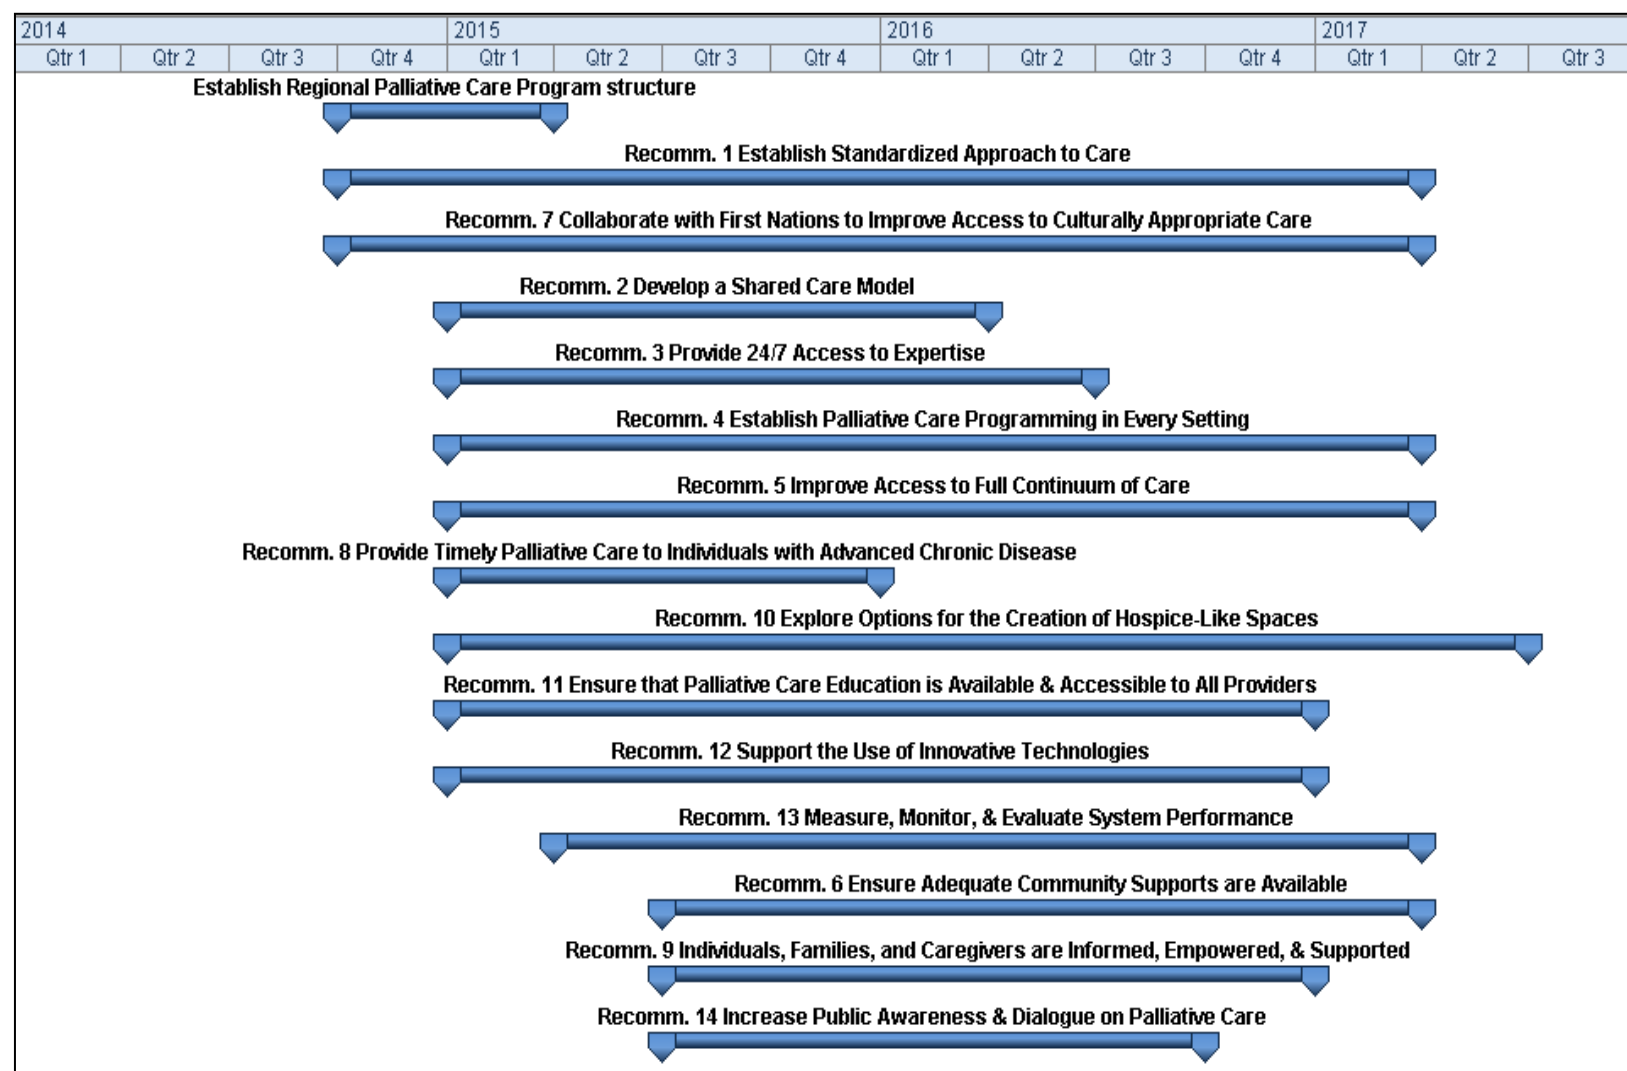 2014 2015 2016 2017
Qtr 1 Qtr 2 Qtr 3 Qtr 4 Qtr 1 Qtr 2 Qtr 3 Qtr 4 Qtr 1 Qtr 2 Qtr 3 Qtr 4 Qtr 1 Qtr 2 Qtr 3
Establish Regional Palliative Care Program structure
Recomm. 1 Establish Standardized Approach to Care
Recomm. 7 Collaborate with First Nations to Improve Access to Culturally Appropriate Care
Recomm. 2 Develop a Shared Care Model
Recomm. 3 Provide 24/7 Access to Expertise
Recomm. 4 Establish Palliative Care Programming in Every Setting
Recomm. 5 Improve Access to Full Continuum of Care
Recomm. 8 Provide Timely Palliative Care to Individuals with Advanced Chronic Disease
Recomm. 10 Explore Options for the Creation of Hospice-Like Spaces
Recomm. 11 Ensure that Palliative Care Education is Available & Accessible to All Providers
Recomm. 12 Support the Use of Innovative Technologies
Recomm. 13 Measure, Monitor, & Evaluate System Performance
Recomm. 6 Ensure Adequate Community Supports are Available
Recomm. 9 Individuals, Families, and Caregivers are Informed, Empowered, & Supported
Recomm. 14 Increase Public Awareness & Dialogue on Palliative Care